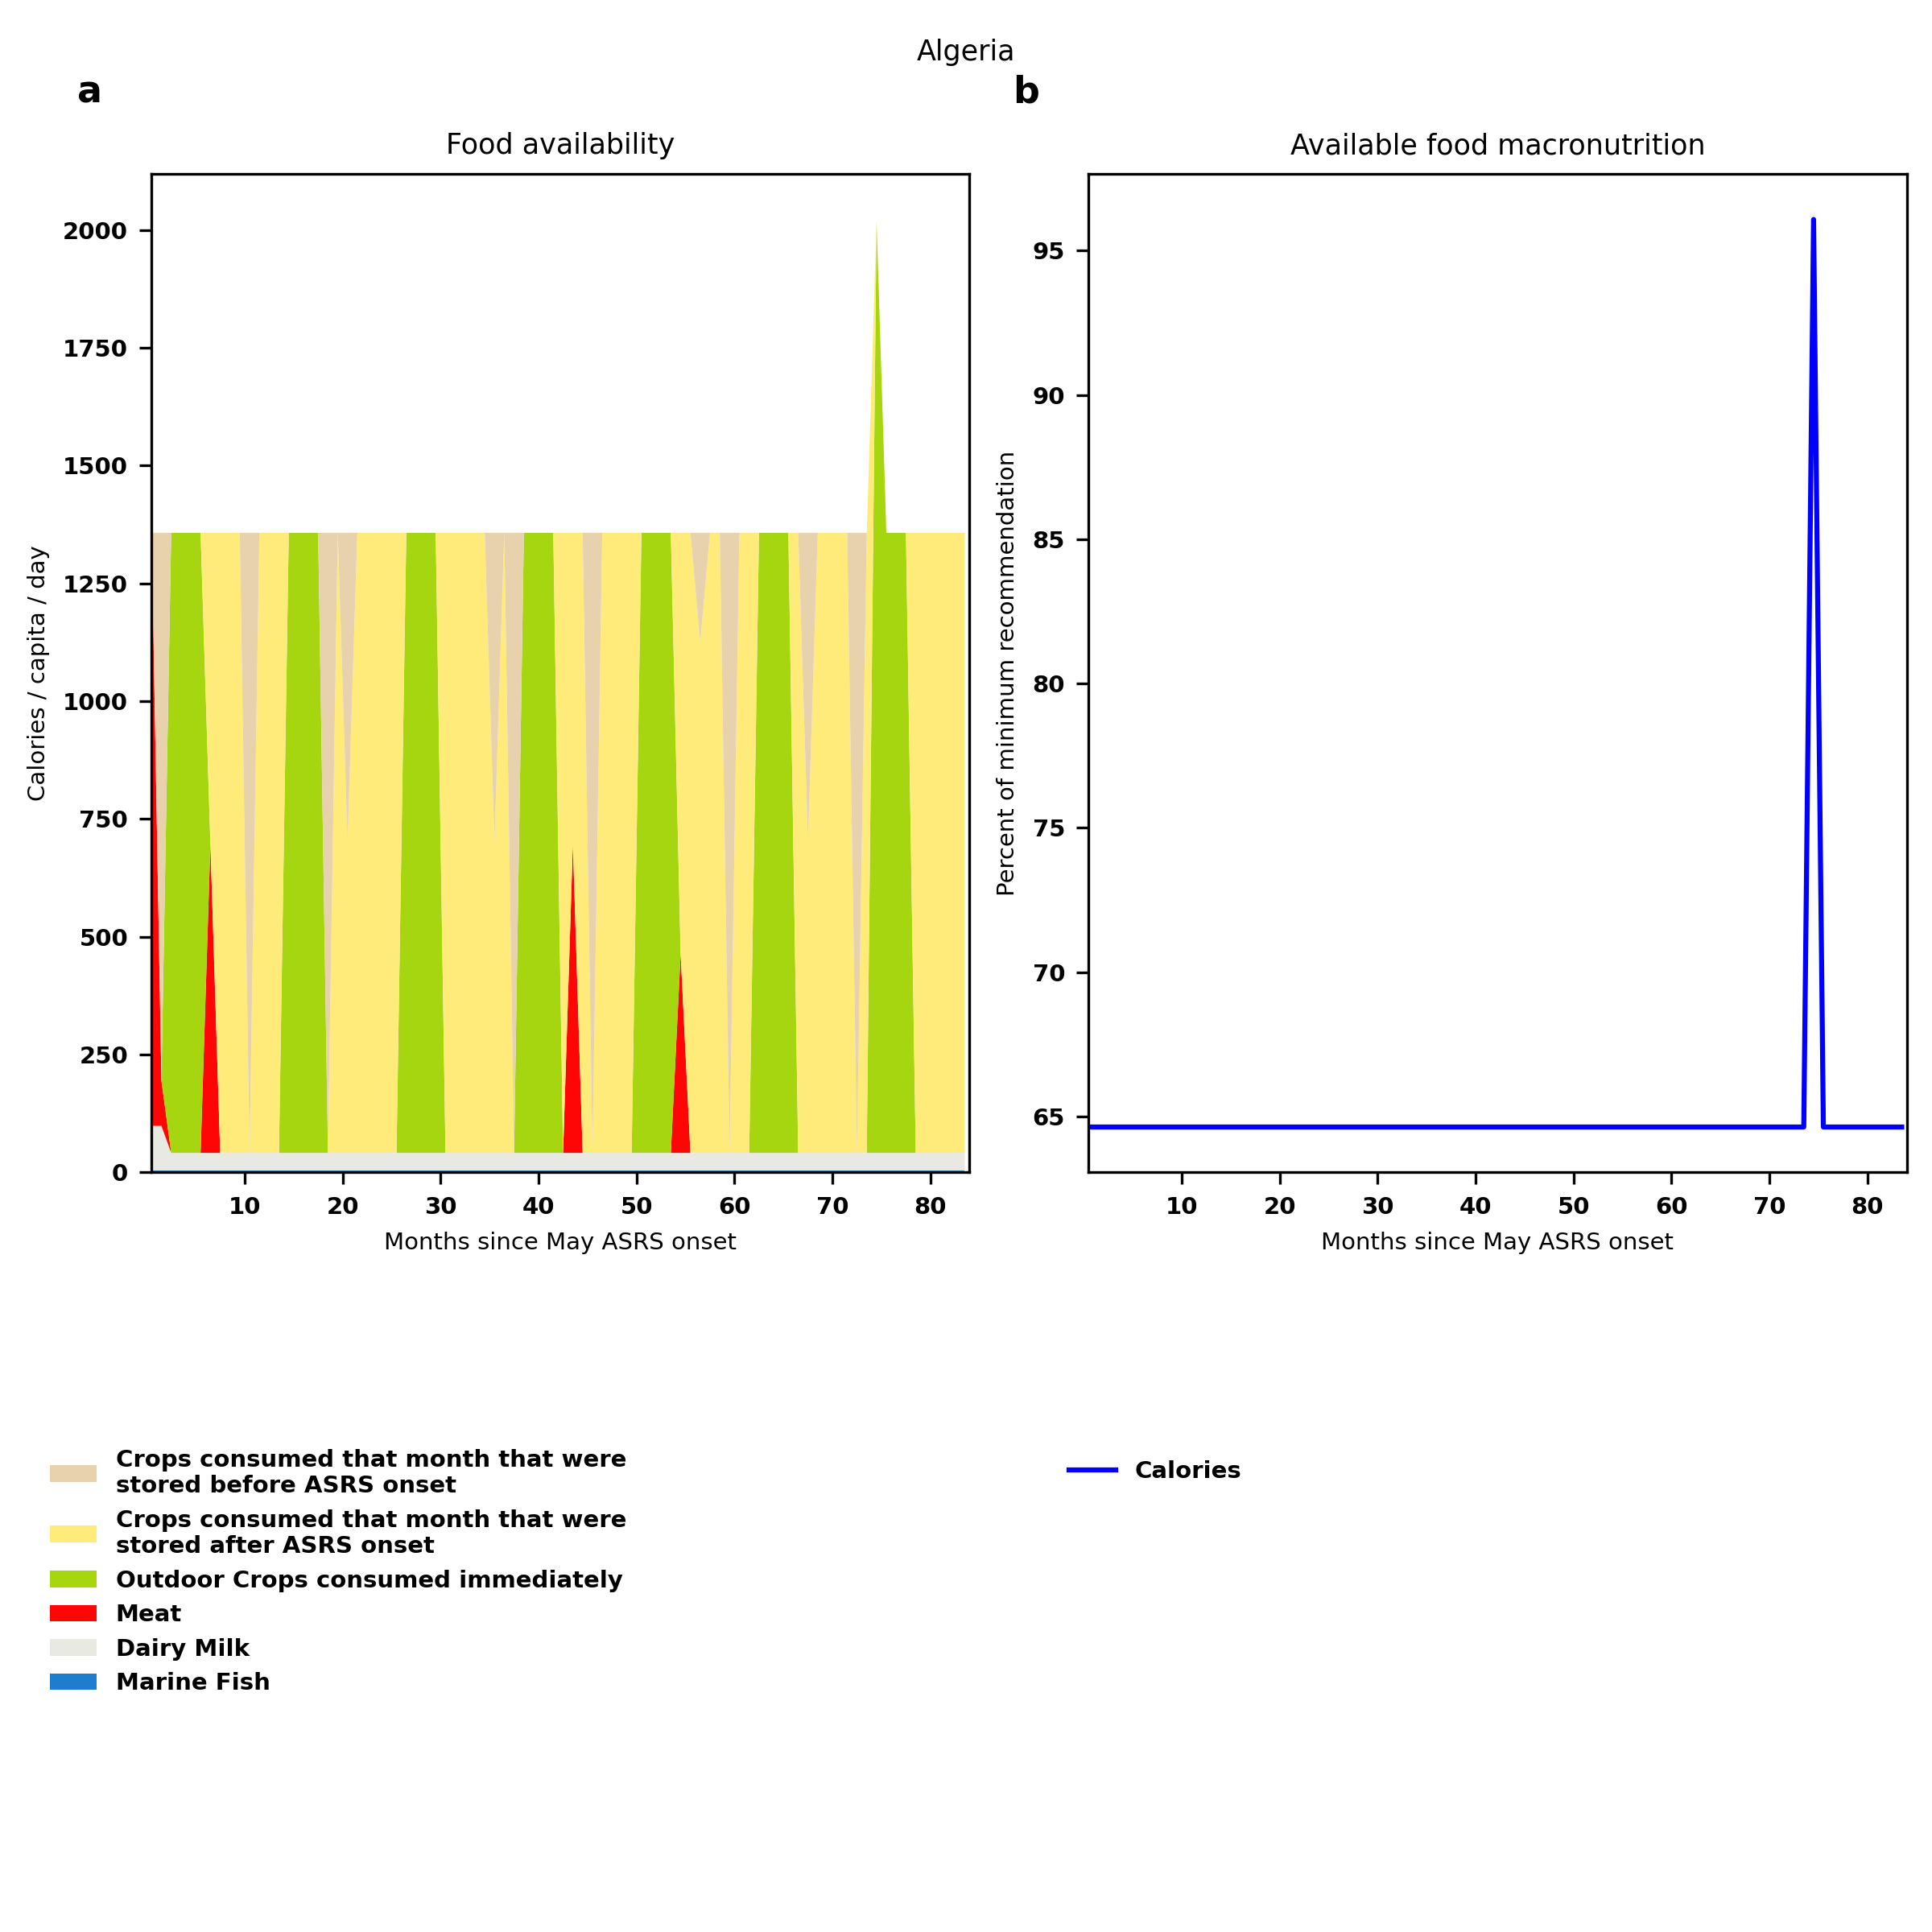 Algeria
a
Food availability
Calories / capita / day
2000
1750
1500
1250
1000
750
500
250
0
10 20 30 40 50 60 70 80
Months since May ASRS onset
b
Available food macronutrition
Percent of minimum recommendation
95
90
85
80
75
70
65
10 20 30 40 50 60 70 80
Months since May ASRS onset
Crops consumed that month that were
stored before ASRS onset
Crops consumed that month that were
stored after ASRS onset
Outdoor Crops consumed immediately
Meat
Dairy Milk
Marine Fish
Calories